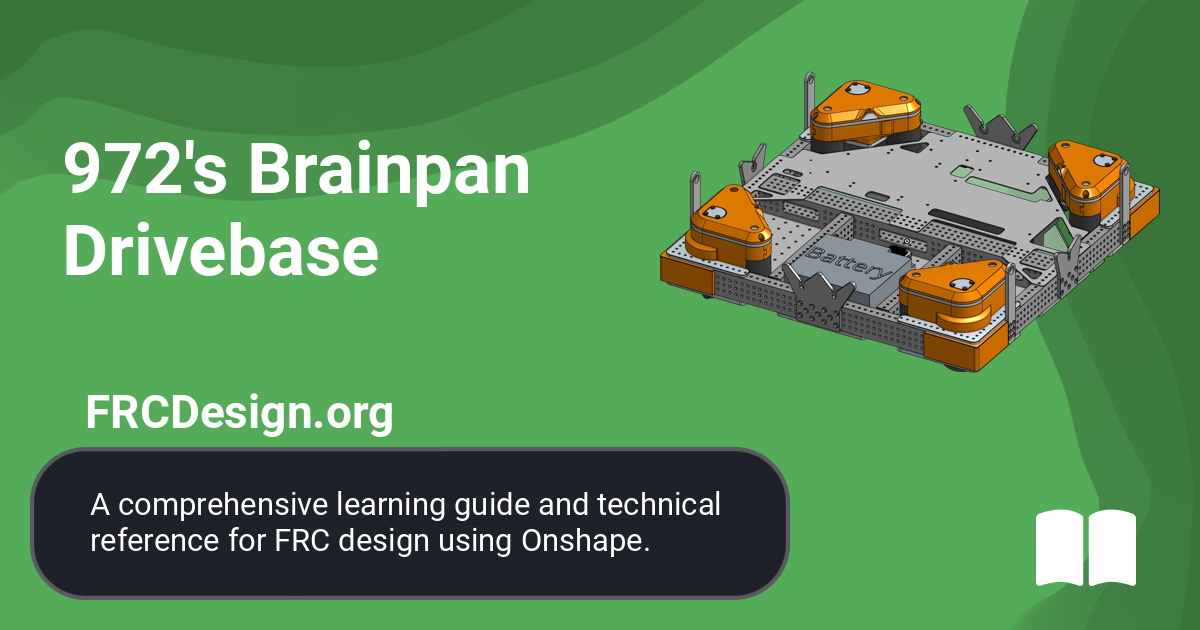 972's Brainpan
Drivebase
Battery
FRCDesign.org
A comprehensive learning guide and technical
reference for FRC design using Onshape.